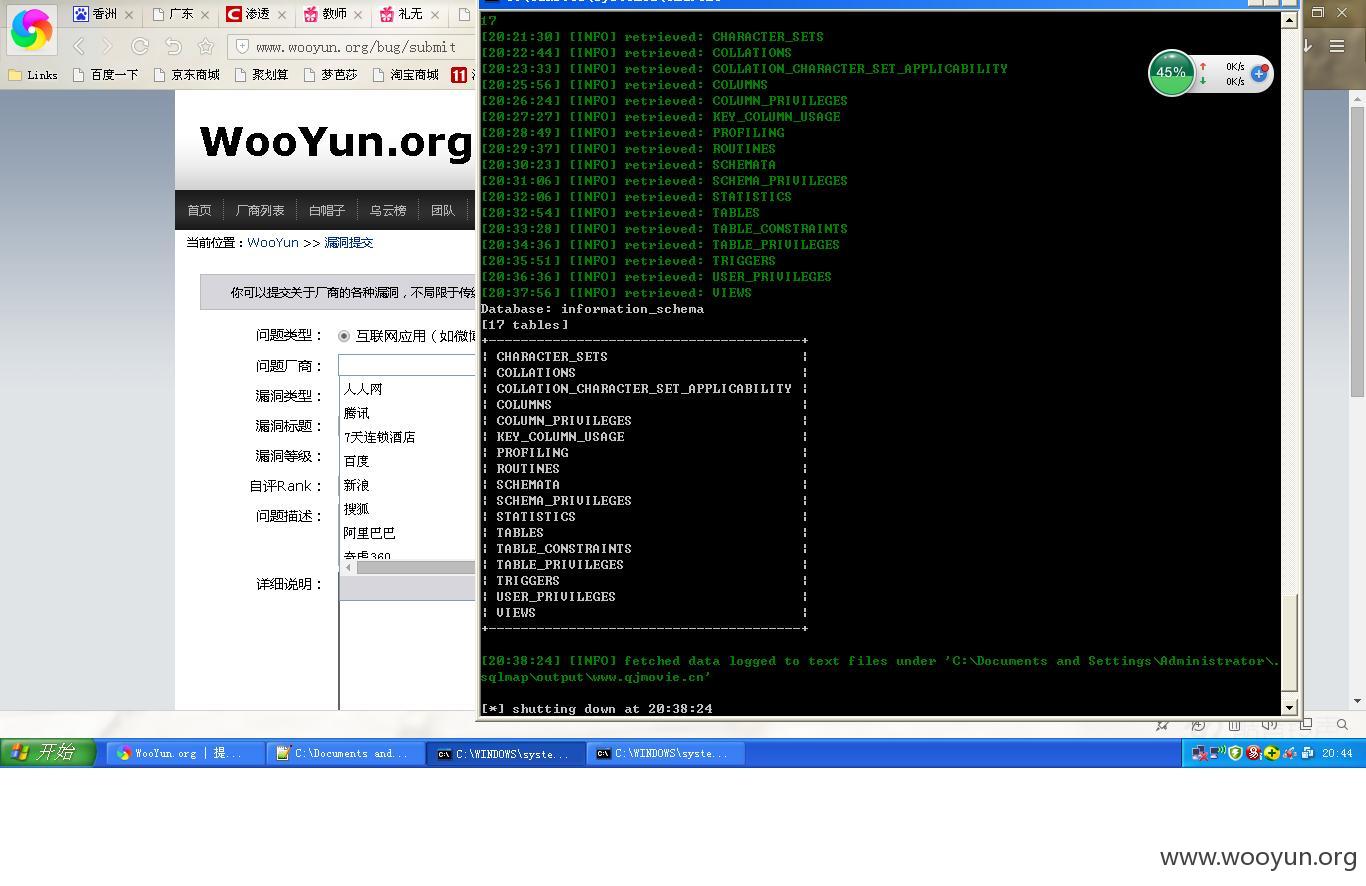 香洲
广东
渗透
教师
礼无
www.wooyun.org/bug/submit
Links
百度一下
京东商城
聚划算
梦芭莎
淘宝商城
11
WooYun.org
首页
厂商列表
白帽子
乌云榜
团队
当前位置：WooYun >> 漏洞提交
你可以提交关于厂商的各种漏洞，不局限于传
问题类型：
互联网应用（如微
问题厂商：
漏洞类型：
漏洞标题：
漏洞等级：
自评Rank：
问题描述：
详细说明：
人人网
腾讯
7天连锁酒店
百度
新浪
搜狐
阿里巴巴
奇虎360
17
[20:21:30] [INFO] retrieved: CHARACTER_SETS
[20:22:44] [INFO] retrieved: COLLATIONS
[20:23:33] [INFO] retrieved: COLLATION_CHARACTER_SET_APPLICABILITY
[20:25:56] [INFO] retrieved: COLUMNS
[20:26:24] [INFO] retrieved: COLUMN_PRIVILEGES
[20:27:27] [INFO] retrieved: KEY_COLUMN_USAGE
[20:28:49] [INFO] retrieved: PROFILING
[20:29:37] [INFO] retrieved: ROUTINES
[20:30:23] [INFO] retrieved: SCHEMATA
[20:31:06] [INFO] retrieved: SCHEMA_PRIVILEGES
[20:32:06] [INFO] retrieved: STATISTICS
[20:32:54] [INFO] retrieved: TABLES
[20:33:28] [INFO] retrieved: TABLE_CONSTRAINTS
[20:34:36] [INFO] retrieved: TABLE_PRIVILEGES
[20:35:51] [INFO] retrieved: TRIGGERS
[20:36:36] [INFO] retrieved: USER_PRIVILEGES
[20:37:56] [INFO] retrieved: VIEWS
Database: information_schema
[17 tables]
CHARACTER_SETS
COLLATIONS
COLLATION_CHARACTER_SET_APPLICABILITY
COLUMNS
COLUMN_PRIVILEGES
KEY_COLUMN_USAGE
PROFILING
ROUTINES
SCHEMATA
SCHEMA_PRIVILEGES
STATISTICS
TABLES
TABLE_CONSTRAINTS
TABLE_PRIVILEGES
TRIGGERS
USER_PRIVILEGES
VIEWS
[20:38:24] [INFO] fetched data logged to text files under 'C:\Documents and Settings\Administrator\.
sqlmap\output\www.qjmovie.cn'
[*] shutting down at 20:38:24
45%
0K/s
0K/s
开始
WooYun.org | 提...
C:\Documents and...
C:\WINDOWS\syste...
C:\WINDOWS\syste...
20:44
www.wooyun.org